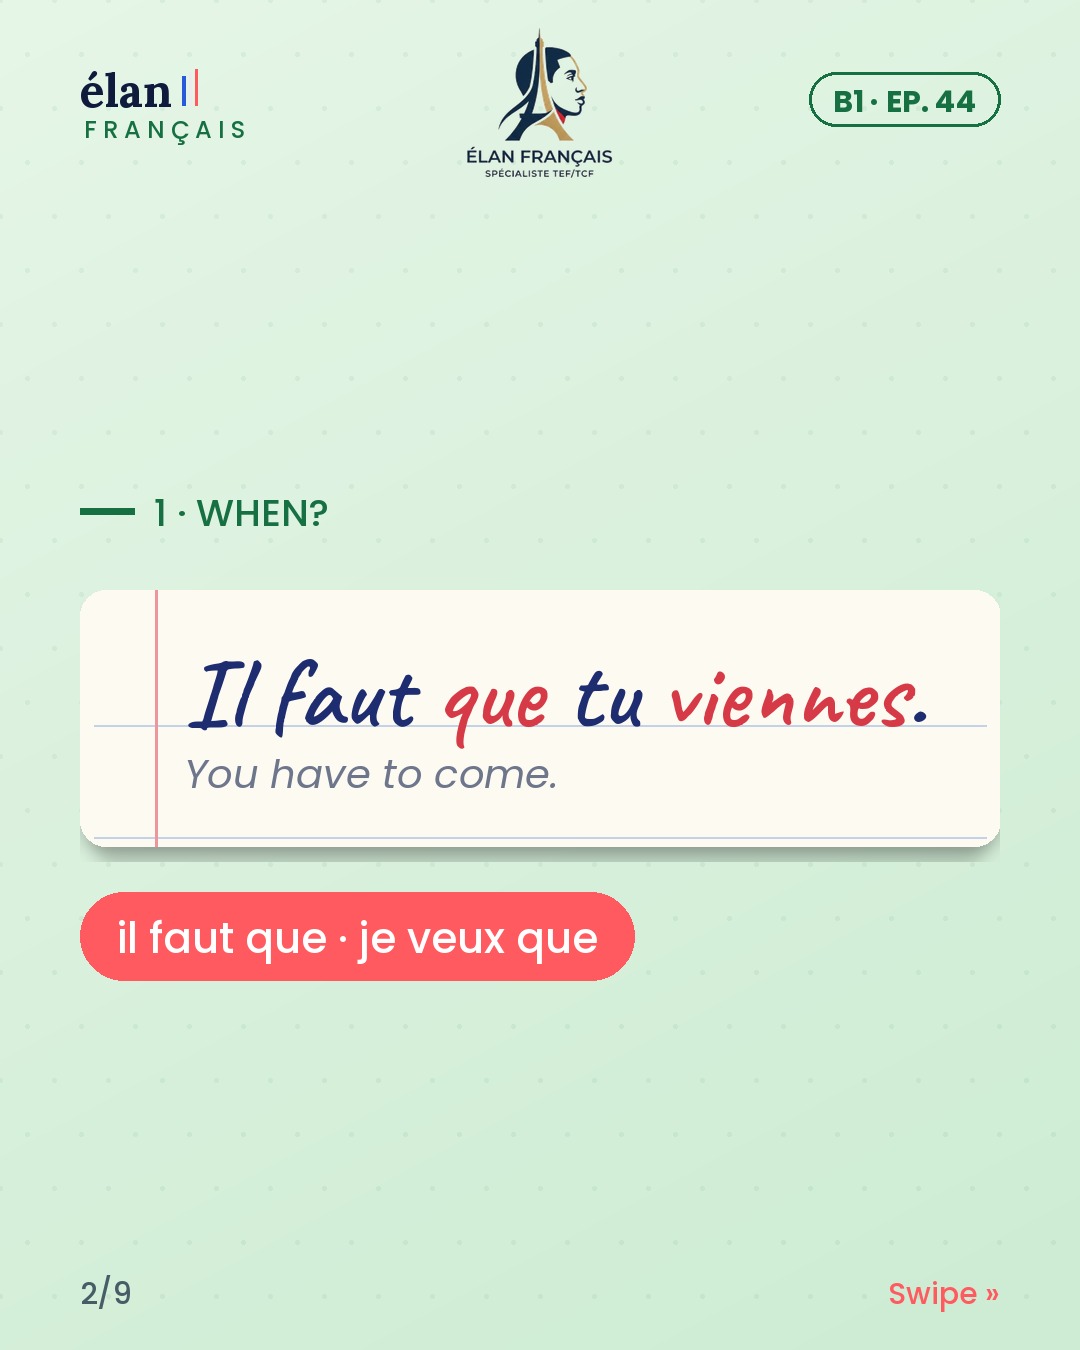 élan
FRANÇAIS
ÉLAN FRANÇAIS
SPÉCIALISTE TEF/TCF
B1 · EP. 44
1 · WHEN?
Il faut que tu viennes.
You have to come.
il faut que · je veux que
2/9
Swipe »